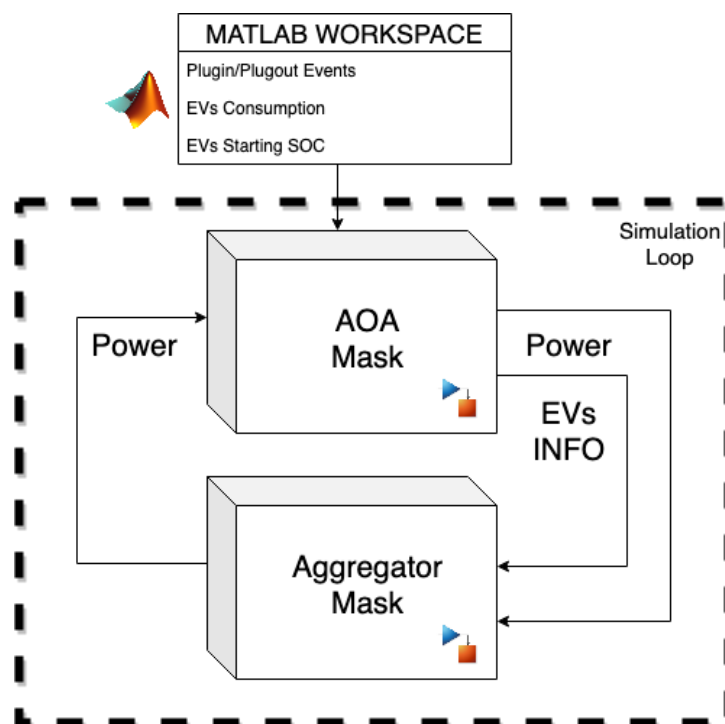 MATLAB WORKSPACE
Plugin/Plugout Events
EVs Consumption
EVs Starting SOC
Simulation
Loop
AOA
Mask
Power
Power
EVs
INFO
Aggregator
Mask